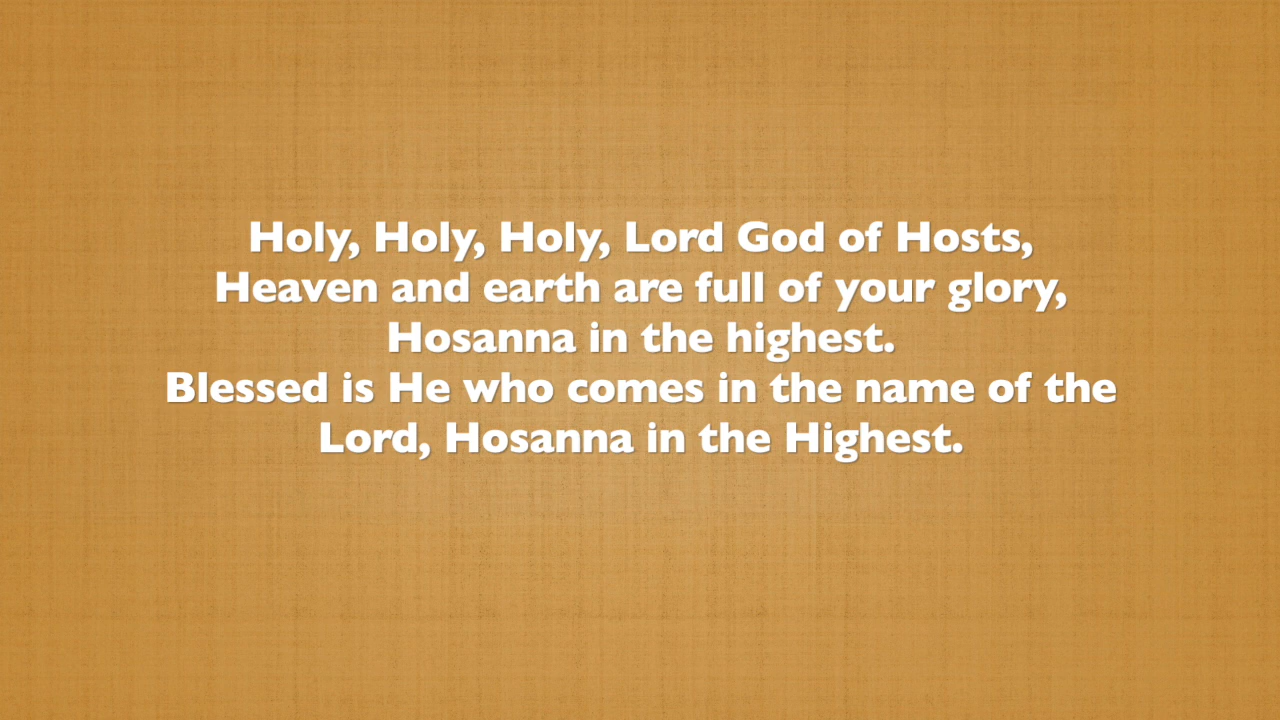 Holy, Holy, Holy, Lord God of Hosts,
Heaven and earth are full of your glory,
Hosanna in the highest.
Blessed is He who comes in the name of the
Lord, Hosanna in the Highest.